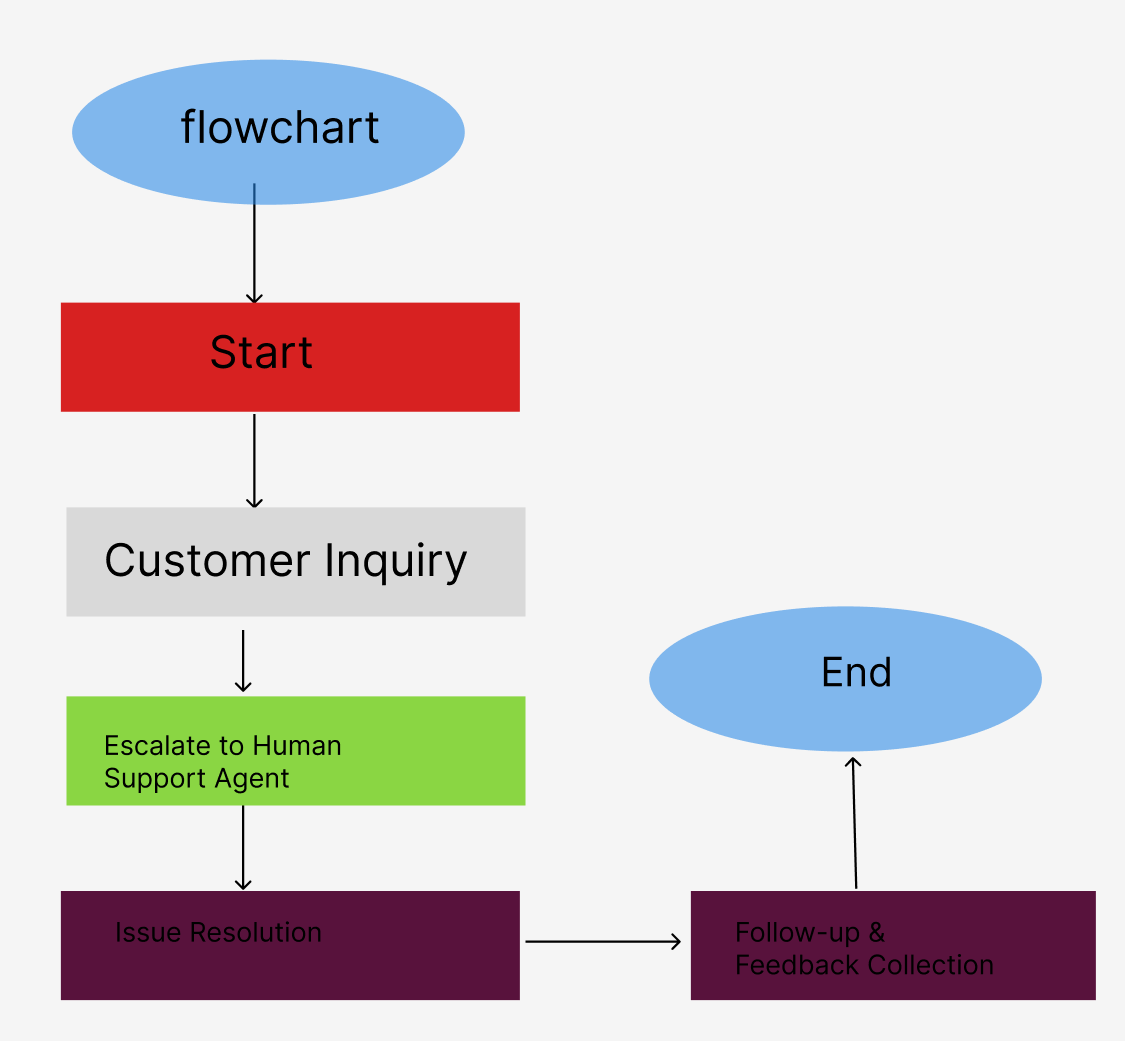 flowchart
Start
Customer Inquiry
Escalate to Human
Support Agent
Issue Resolution
Follow-up &
Feedback Collection
End